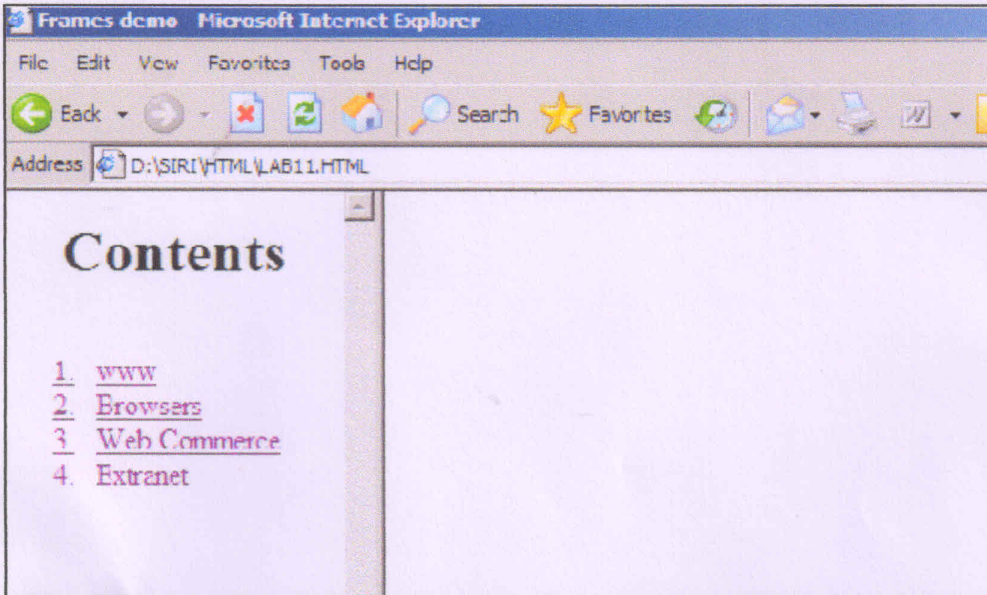 Frames demo Microsoft Internet Explorer
File Edit View Favorites Tools Help
Back Search Favorites W
Address D:\SIRI\HTML\LAB11.HTML
Contents
1. www
2. Browsers
3. Web Commerce
4. Extranet